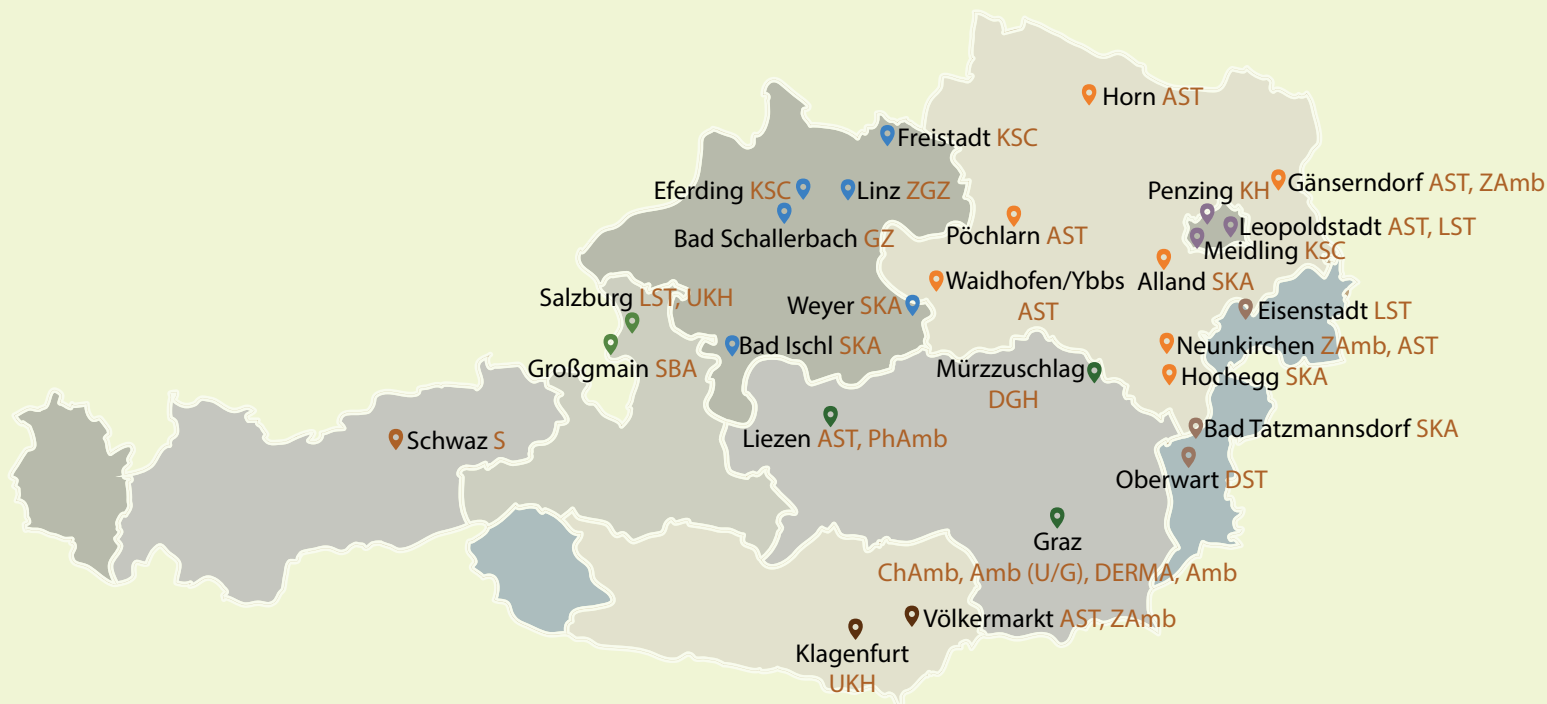 Horn AST
Freistadt KSC
Eferding KSC
Linz ZGZ
Penzing KH
Gänserndorf AST, ZAmb
Bad Schallerbach GZ
Pöchlarn AST
Leopoldstadt AST, LST
Meidling KSC
Waidhofen/Ybbs
AST
Alland SKA
Salzburg LST, UKH
Weyer SKA
Eisenstadt LST
Bad Ischl SKA
Neunkirchen ZAmb, AST
Großgmain SBA
Mürzzuschlag
DGH
Hochegg SKA
Schwaz S
Liezen AST, PhAmb
Bad Tatzmannsdorf SKA
Oberwart DST
Graz
ChAmb, Amb (U/G), DERMA, Amb
Völkermarkt AST, ZAmb
Klagenfurt
UKH